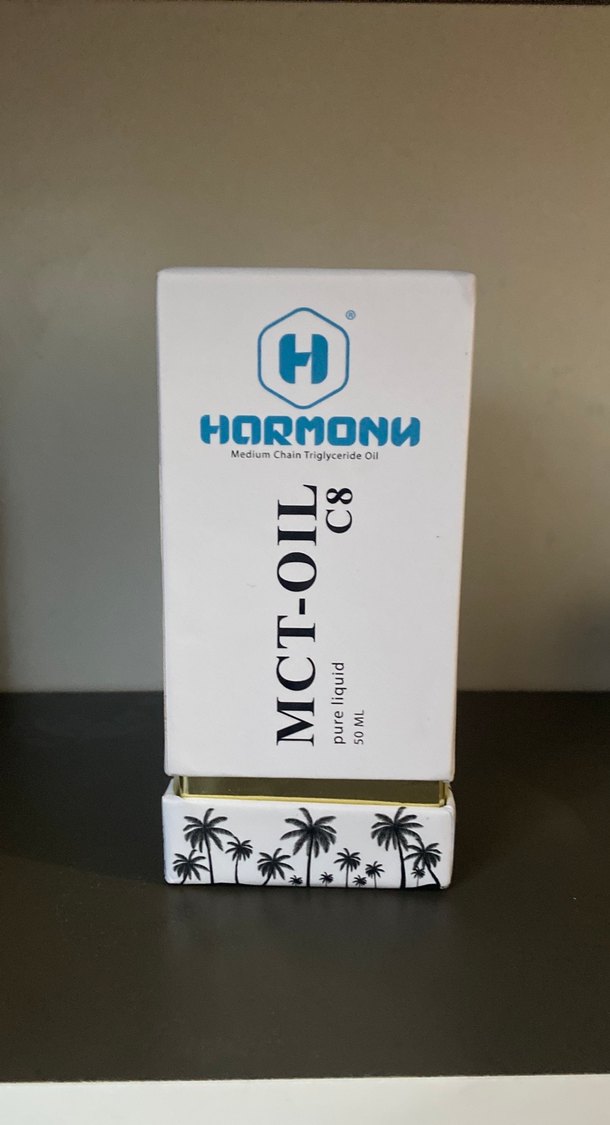 H®
HARMONY
Medium Chain Triglyceride Oil
MCT-OIL
C8
pure liquid
50 ML